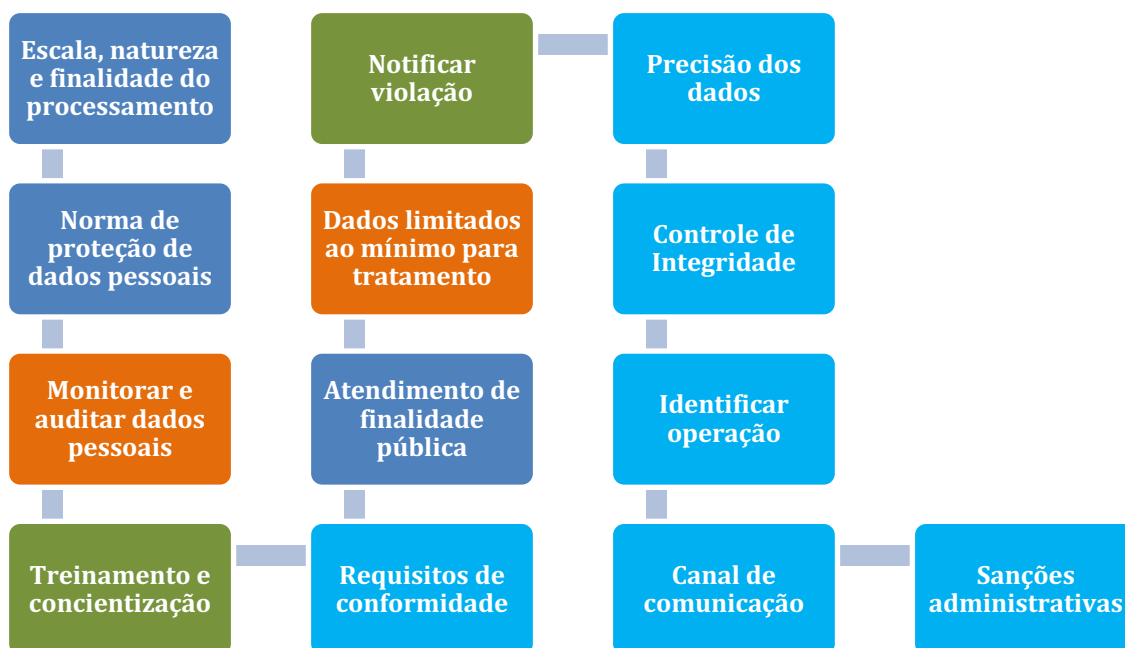 Escala, natureza
e finalidade do
processamento
Norma de
proteção de
dados pessoais
Monitorar e
auditar dados
pessoais
Treinamento e
concientização
Requisitos de
conformidade
Atendimento de
finalidade
pública
Dados limitados
ao mínimo para
tratamento
Notificar
violação
Precisão dos
dados
Controle de
Integridade
Identificar
operação
Canal de
comunicação
Sanções
administrativas